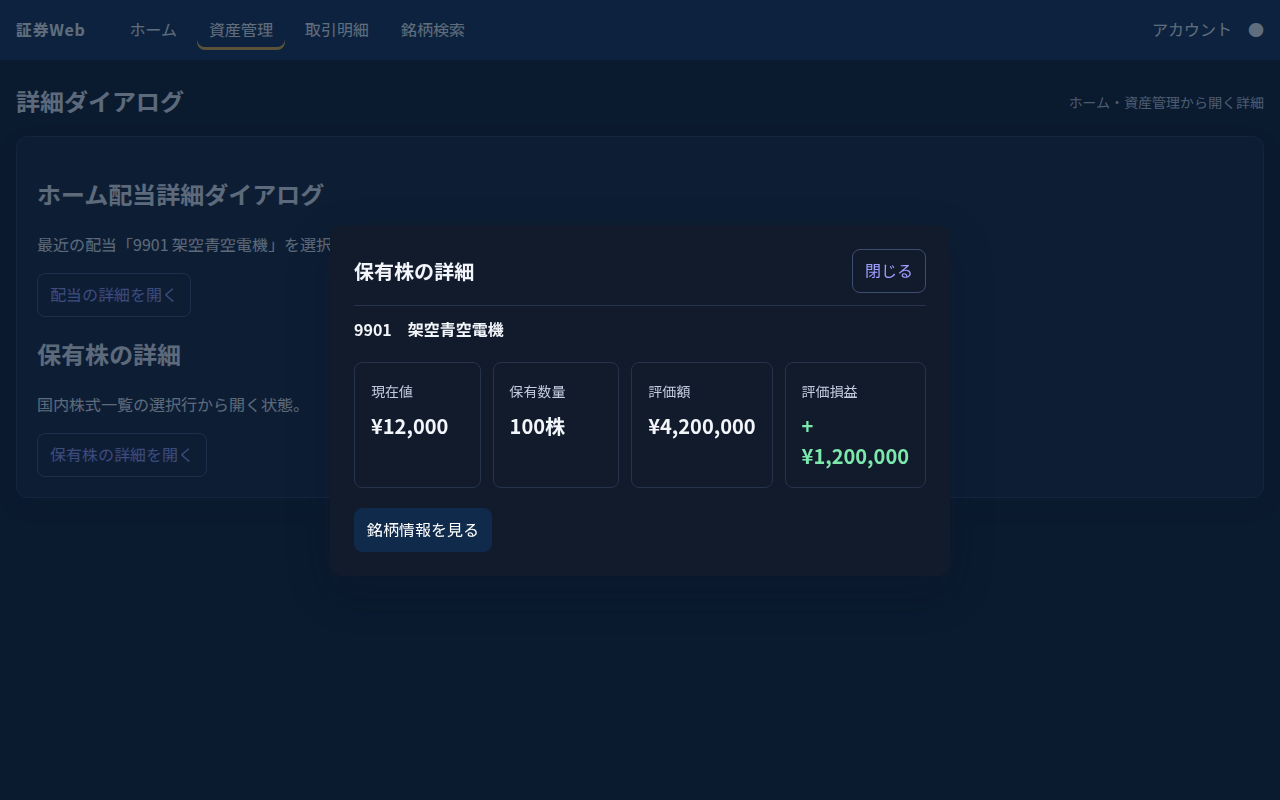 証券Web ホーム 資産管理 取引明細 銘柄検索 アカウント
詳細ダイアログ
ホーム・資産管理から開く詳細
ホーム配当詳細ダイアログ
最近の配当「9901 架空青空電機」を選択
配当の詳細を開く
保有株の詳細
国内株式一覧の選択行から開く状態。
保有株の詳細を開く
保有株の詳細
閉じる
9901 架空青空電機
現在値
¥12,000
保有数量
100株
評価額
¥4,200,000
評価損益
+
¥1,200,000
銘柄情報を見る